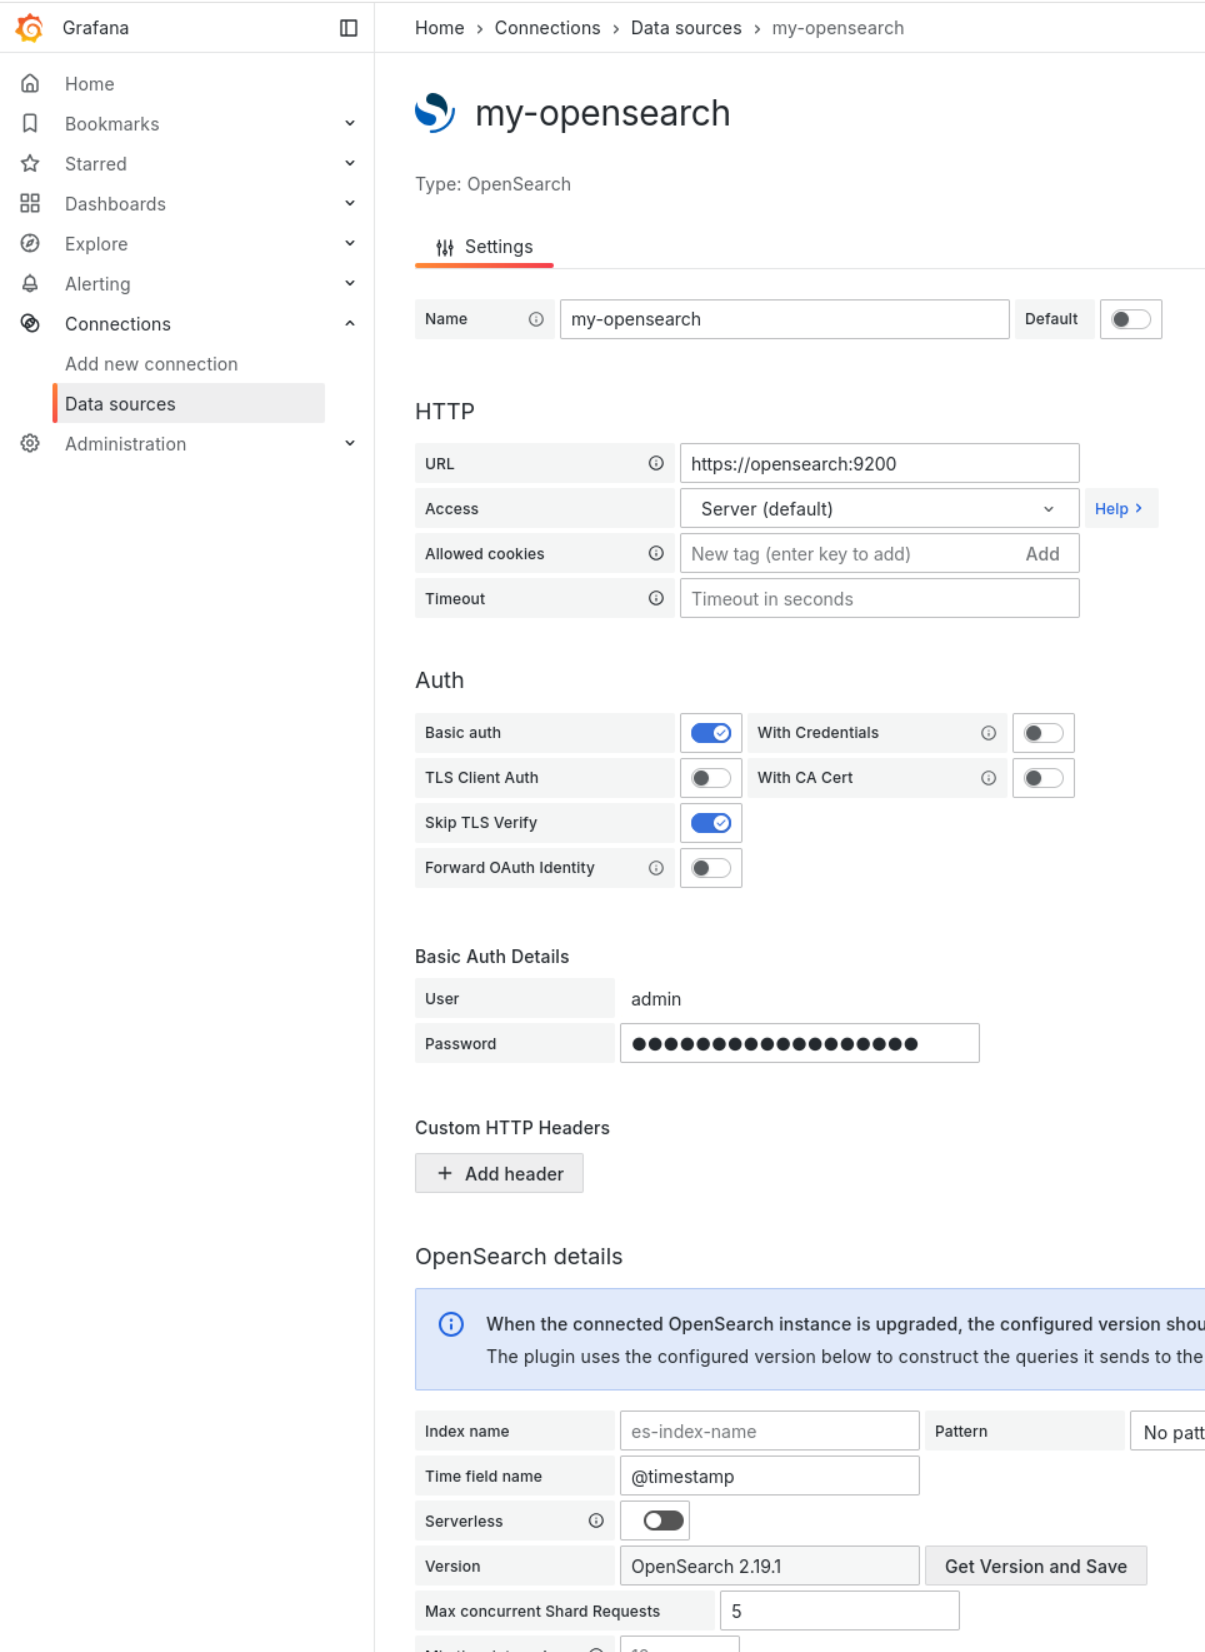 Grafana
Home › Connections › Data sources › my-opensearch
Home
Bookmarks
Starred
Dashboards
Explore
Alerting
Connections
Add new connection
Data sources
Administration
my-opensearch
Type: OpenSearch
Settings
Name my-opensearch Default
HTTP
URL https://opensearch:9200
Access Server (default) Help ›
Allowed cookies New tag (enter key to add) Add
Timeout Timeout in seconds
Auth
Basic auth With Credentials
TLS Client Auth With CA Cert
Skip TLS Verify
Forward OAuth Identity
Basic Auth Details
User admin
Password ●●●●●●●●●●●●●●●●●●
Custom HTTP Headers
+ Add header
OpenSearch details
When the connected OpenSearch instance is upgraded, the configured version shou
The plugin uses the configured version below to construct the queries it sends to the
Index name es-index-name Pattern No patt
Time field name @timestamp
Serverless
Version OpenSearch 2.19.1 Get Version and Save
Max concurrent Shard Requests 5